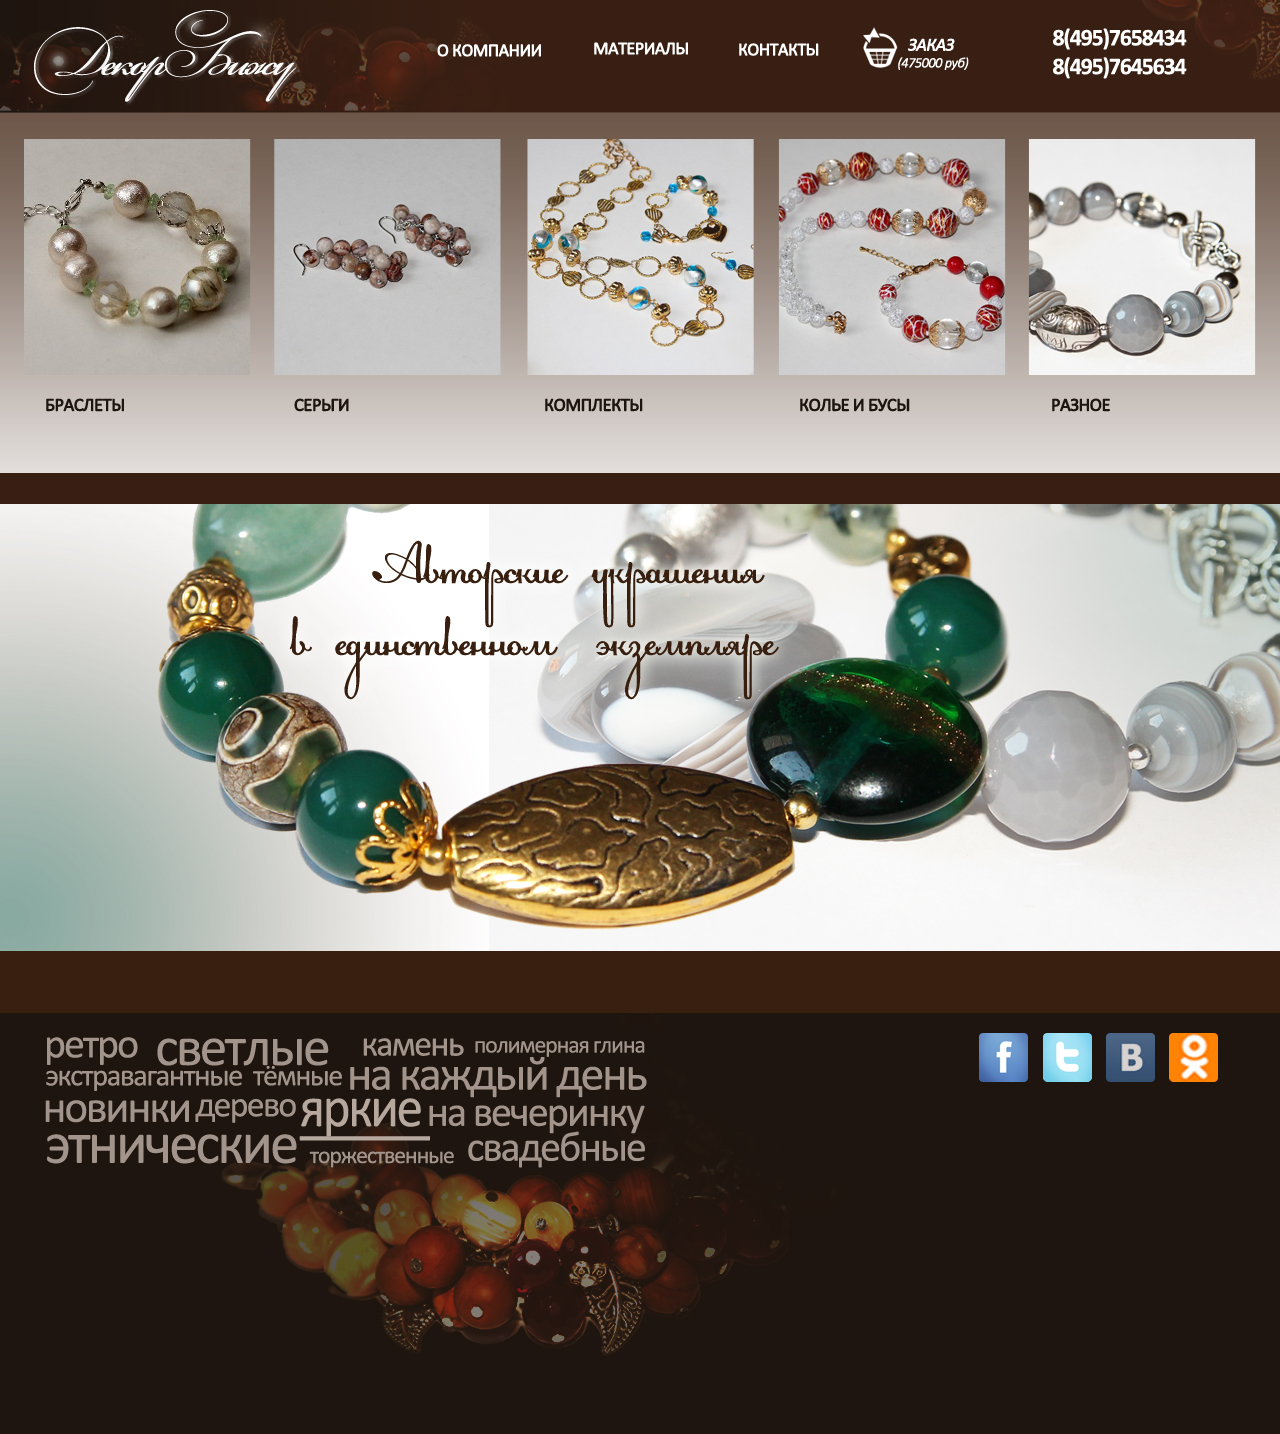 ДекорБижу
О КОМПАНИИ
МАТЕРИАЛЫ
КОНТАКТЫ
ЗАКАЗ
(475000 руб)
8(495)7658434
8(495)7645634
БРАСЛЕТЫ
СЕРЬГИ
КОМПЛЕКТЫ
КОЛЬЕ И БУСЫ
РАЗНОЕ
Авторские украшения
в единственном экземпляре
ретро светлые камень полимерная глина
экстравагантные тёмные на каждый день
новинки дерево яркие на вечеринку
этнические торжественные свадебные
f
t
В